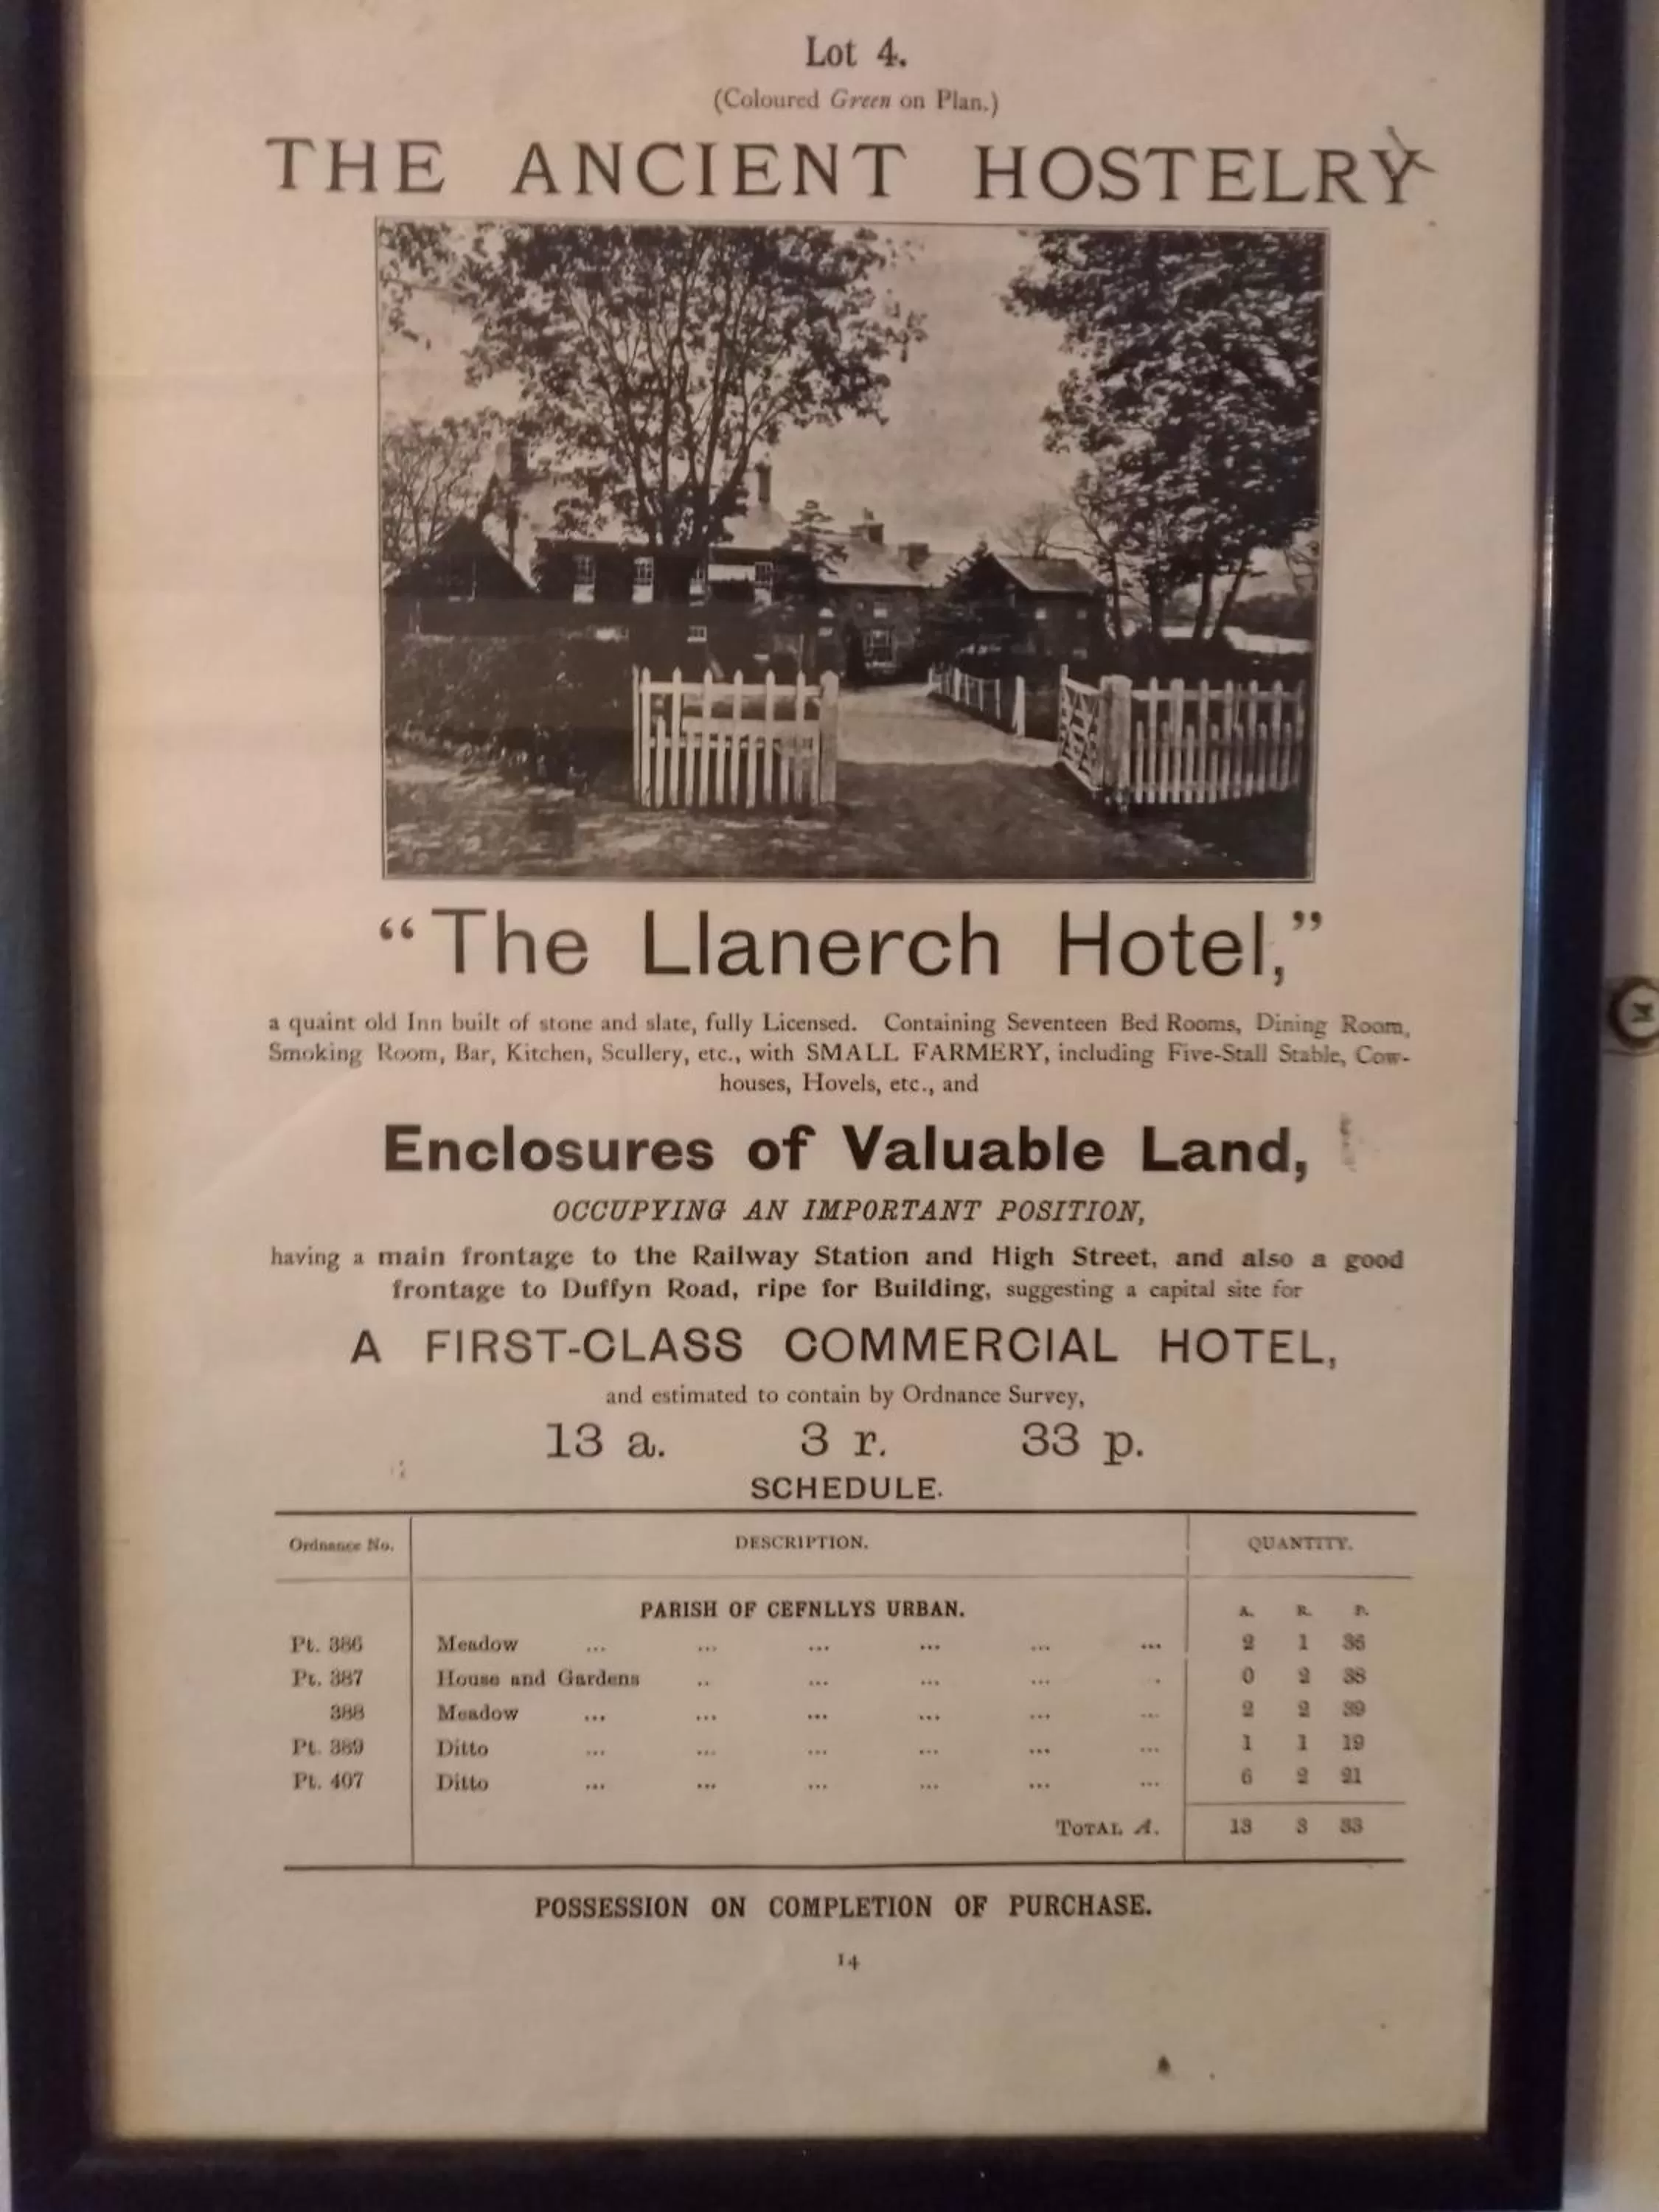 Lot 4.
(Coloured Green on Plan.)
THE ANCIENT HOSTELRY
“The Llanerch Hotel,”
a quaint old Inn built of stone and slate, fully Licensed. Containing Seventeen Bed Rooms, Dining Room,
Smoking Room, Bar, Kitchen, Scullery, etc., with SMALL FARMERY, including Five-Stall Stable, Cow-
houses, Hovels, etc., and
Enclosures of Valuable Land,
OCCUPYING AN IMPORTANT POSITION,
having a main frontage to the Railway Station and High Street, and also a good
frontage to Duffyn Road, ripe for Building, suggesting a capital site for
A FIRST-CLASS COMMERCIAL HOTEL,
and estimated to contain by Ordnance Survey,
13 a. 3 r. 33 p.
SCHEDULE.
Ordnance No. DESCRIPTION. QUANTITY.
PARISH OF CEFNLLYS URBAN. A. R. P.
Pt. 386 Meadow ... ... ... ... ... ... 2 1 36
Pt. 387 House and Gardens .. ... ... ... . 0 2 38
388 Meadow ... ... ... ... ... ... 2 2 39
Pt. 389 Ditto ... ... ... ... ... ... 1 1 19
Pt. 407 Ditto ... ... ... ... ... ... 6 2 21
TOTAL A. 13 3 33
POSSESSION ON COMPLETION OF PURCHASE.
14